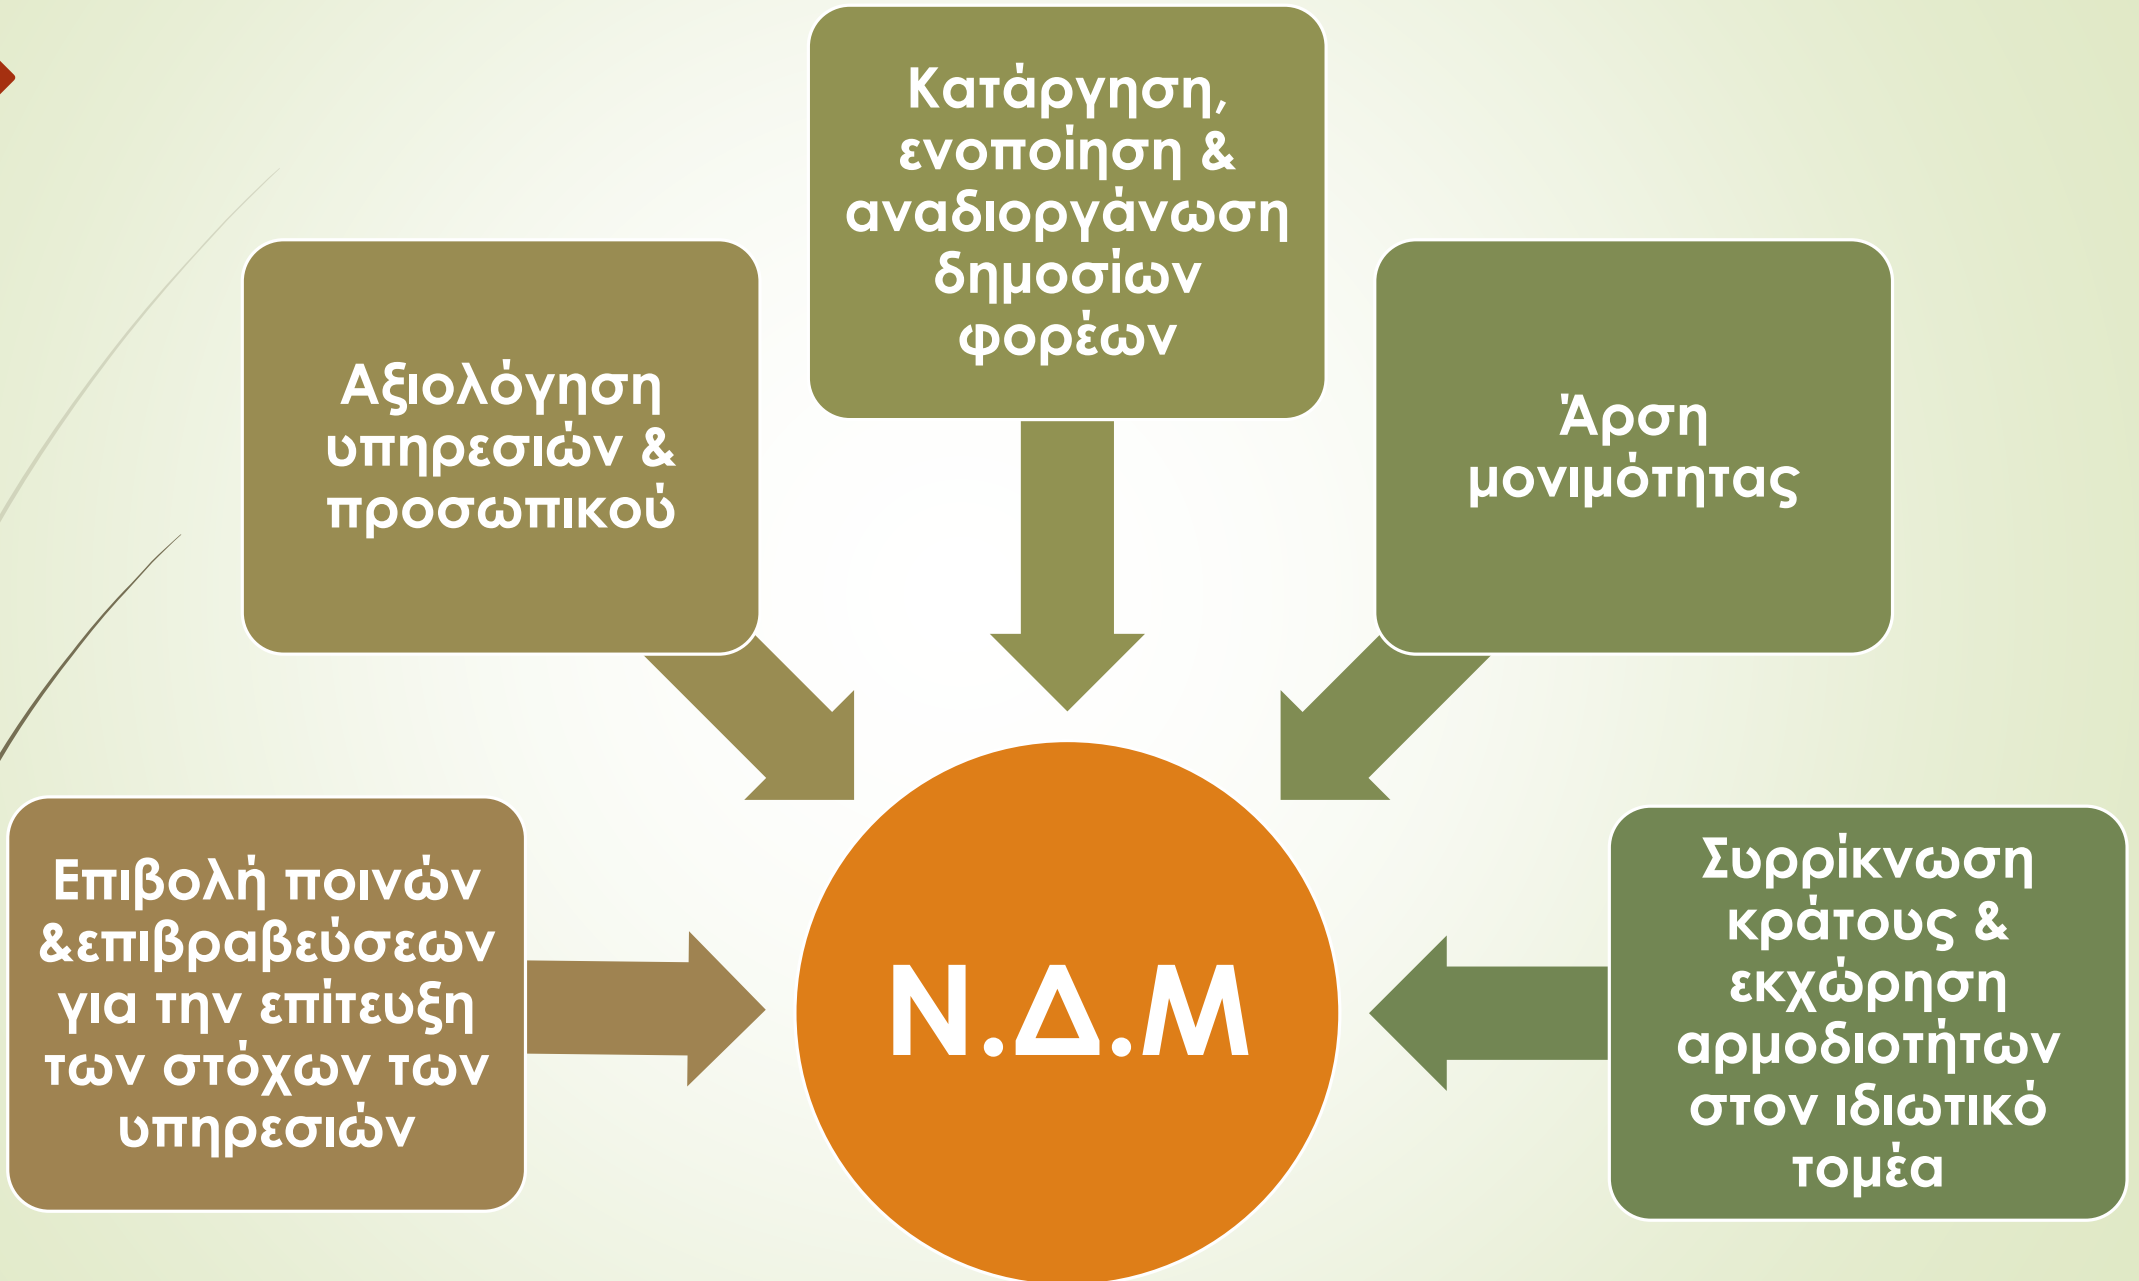 Κατάργηση,
ενοποίηση &
αναδιοργάνωση
δημοσίων
φορέων
Αξιολόγηση
υπηρεσιών &
προσωπικού
Άρση
μονιμότητας
Επιβολή ποινών
&επιβραβεύσεων
για την επίτευξη
των στόχων των
υπηρεσιών
Ν.Δ.Μ
Συρρίκνωση
κράτους &
εκχώρηση
αρμοδιοτήτων
στον ιδιωτικό
τομέα